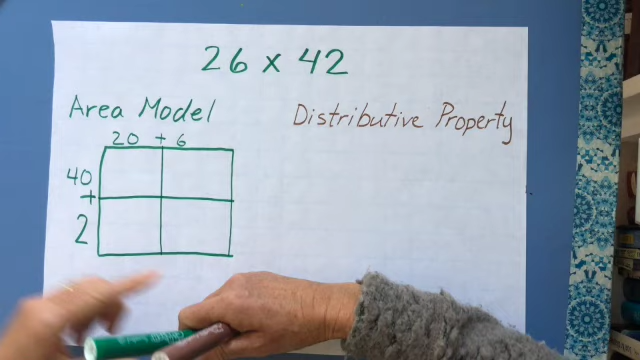 26 x 42
Area Model
Distributive Property
20 + 6
40
+
2